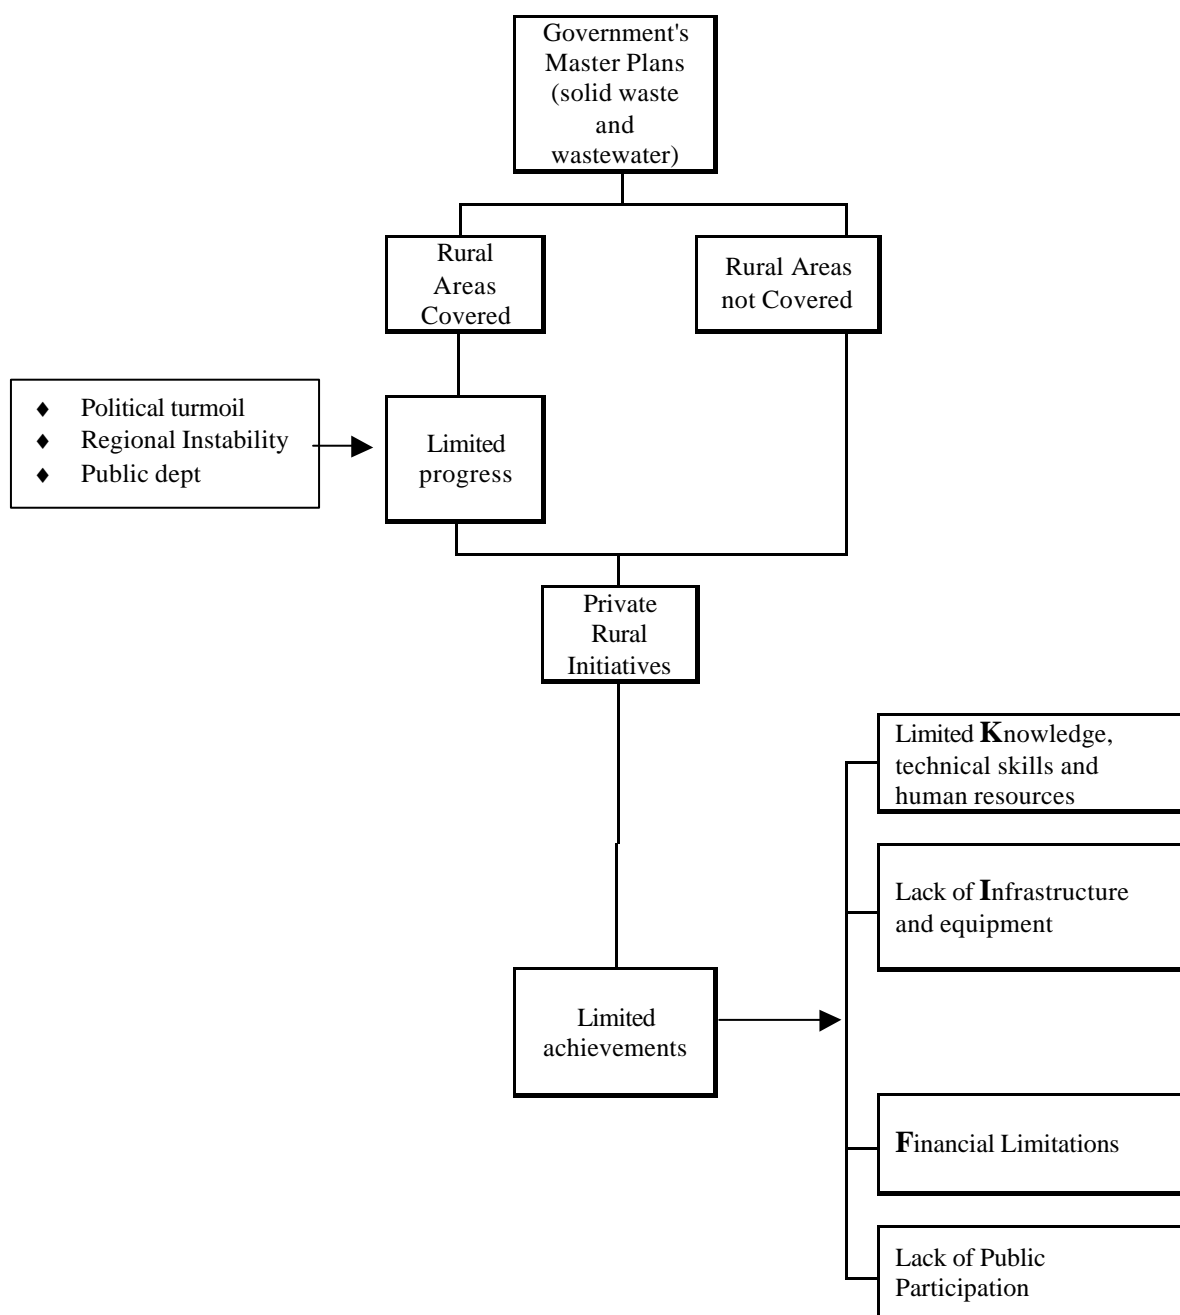 Government's
Master Plans
(solid waste
and
wastewater)
Rural
Areas
Covered
Rural Areas
not Covered
♦ Political turmoil
♦ Regional Instability
♦ Public dept
Limited
progress
Private
Rural
Initiatives
Limited Knowledge,
technical skills and
human resources
Lack of Infrastructure
and equipment
Limited
achievements
Financial Limitations
Lack of Public
Participation